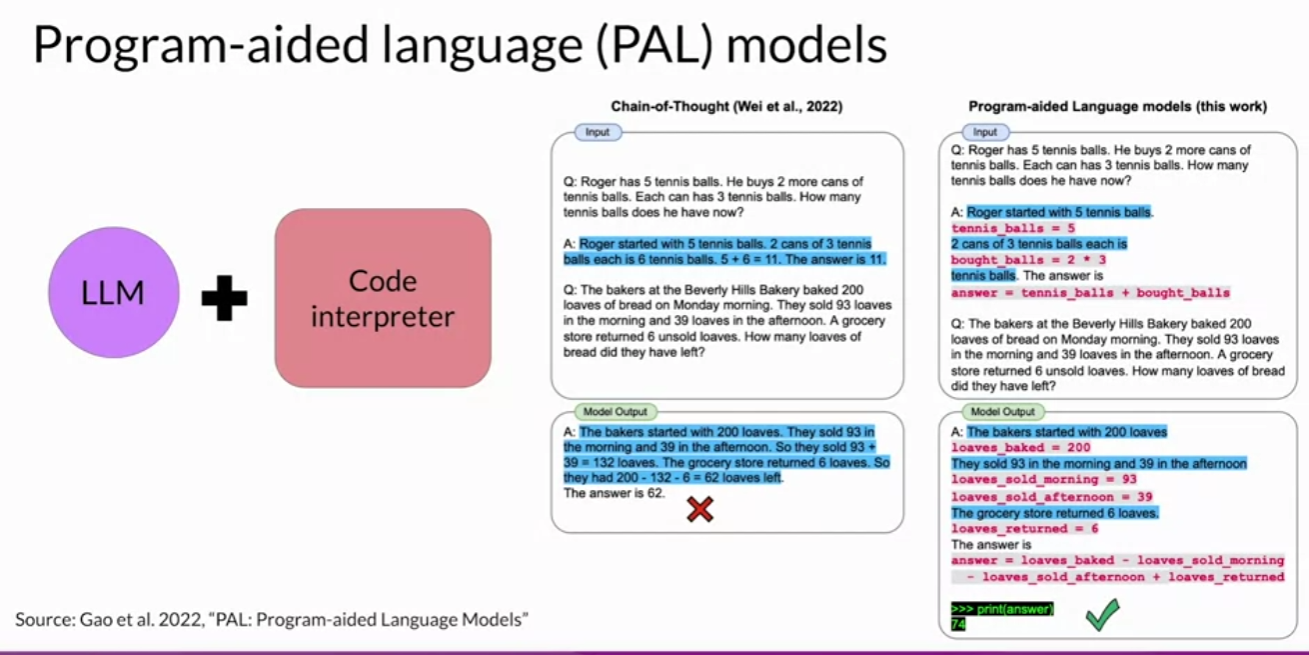 Program-aided language (PAL) models
LLM
Code
interpreter
Chain-of-Thought (Wei et al., 2022)
Input
Q: Roger has 5 tennis balls. He buys 2 more cans of
tennis balls. Each can has 3 tennis balls. How many
tennis balls does he have now?
A: Roger started with 5 tennis balls. 2 cans of 3 tennis
balls each is 6 tennis balls. 5 + 6 = 11. The answer is 11.
Q: The bakers at the Beverly Hills Bakery baked 200
loaves of bread on Monday morning. They sold 93 loaves
in the morning and 39 loaves in the afternoon. A grocery
store returned 6 unsold loaves. How many loaves of
bread did they have left?
Model Output
A: The bakers started with 200 loaves. They sold 93 in
the morning and 39 in the afternoon. So they sold 93 +
39 = 132 loaves. The grocery store returned 6 loaves. So
they had 200 - 132 - 6 = 62 loaves left.
The answer is 62.
Program-aided Language models (this work)
Input
Q: Roger has 5 tennis balls. He buys 2 more cans of
tennis balls. Each can has 3 tennis balls. How many
tennis balls does he have now?
A: Roger started with 5 tennis balls.
tennis_balls = 5
2 cans of 3 tennis balls each is
bought_balls = 2 * 3
tennis balls. The answer is
answer = tennis_balls + bought_balls
Q: The bakers at the Beverly Hills Bakery baked 200
loaves of bread on Monday morning. They sold 93 loaves
in the morning and 39 loaves in the afternoon. A grocery
store returned 6 unsold loaves. How many loaves of bread
did they have left?
Model Output
A: The bakers started with 200 loaves
loaves_baked = 200
They sold 93 in the morning and 39 in the afternoon
loaves_sold_morning = 93
loaves_sold_afternoon = 39
The grocery store returned 6 loaves.
loaves_returned = 6
The answer is
answer = loaves_baked - loaves_sold_morning
- loaves_sold_afternoon + loaves_returned
>>> print(answer)
74
Source: Gao et al. 2022, “PAL: Program-aided Language Models”